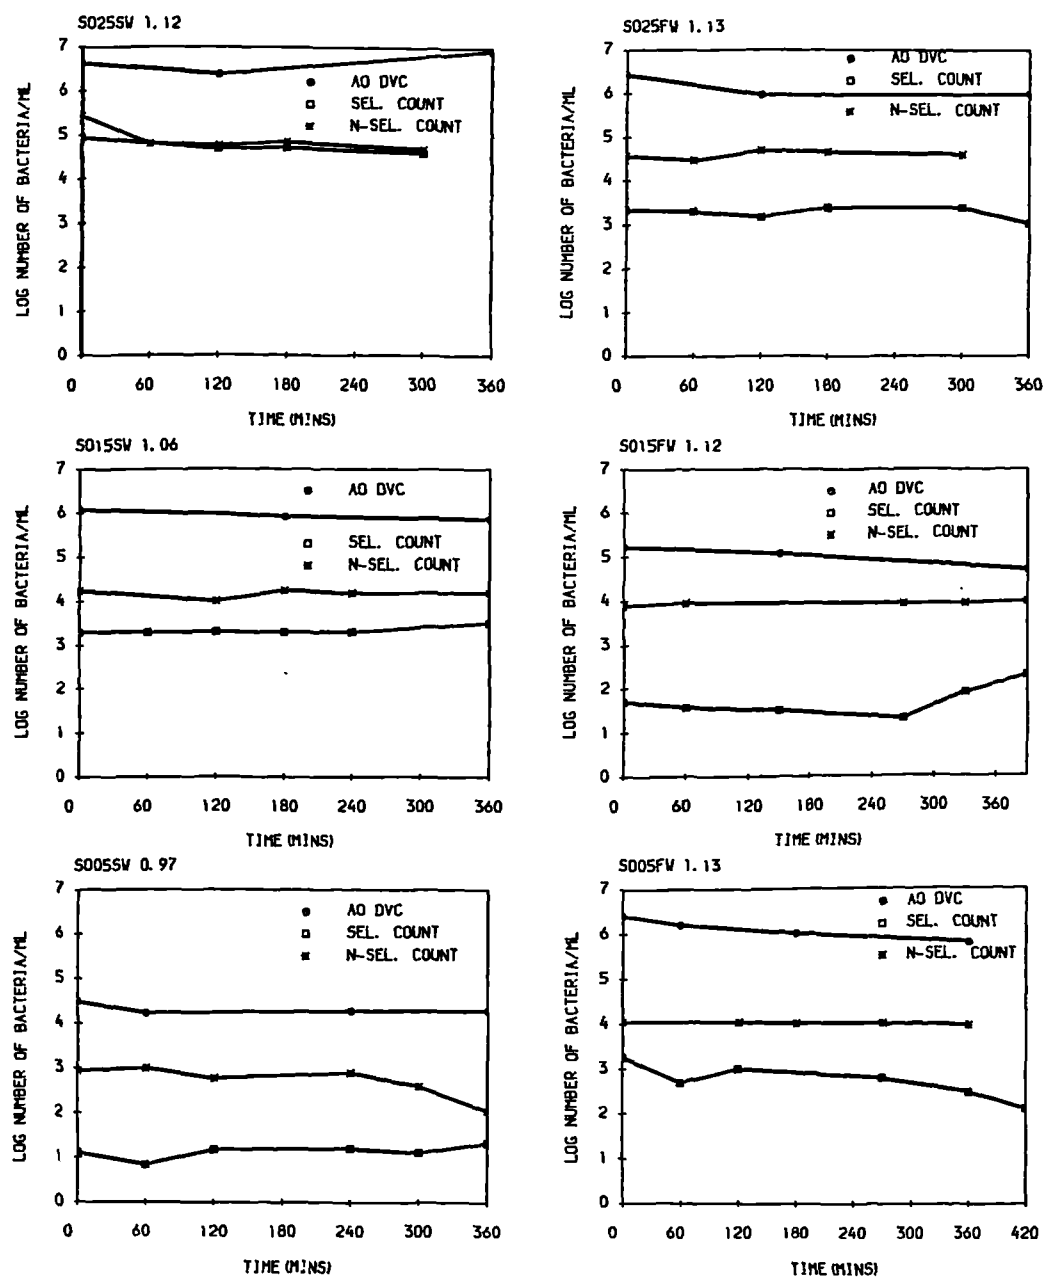 SO25SW 1.12
7
6
5
4
3
2
1
0
LOG NUMBER OF BACTERIA/ML
AO DVC
SEL. COUNT
N-SEL. COUNT
0 60 120 180 240 300 360
TIME (MINS)
SO25FW 1.13
7
6
5
4
3
2
1
0
LOG NUMBER OF BACTERIA/ML
AO DVC
SEL. COUNT
N-SEL. COUNT
0 60 120 180 240 300 360
TIME (MINS)
SO15SW 1.06
7
6
5
4
3
2
1
0
LOG NUMBER OF BACTERIA/ML
AO DVC
SEL. COUNT
N-SEL. COUNT
0 60 120 180 240 300 360
TIME (MINS)
SO15FW 1.12
7
6
5
4
3
2
1
0
LOG NUMBER OF BACTERIA/ML
AO DVC
SEL. COUNT
N-SEL. COUNT
0 60 120 180 240 300 360
TIME (MINS)
SO05SW 0.97
7
6
5
4
3
2
1
0
LOG NUMBER OF BACTERIA/ML
AO DVC
SEL. COUNT
N-SEL. COUNT
0 60 120 180 240 300 360
TIME (MINS)
SO05FW 1.13
7
6
5
4
3
2
1
0
LOG NUMBER OF BACTERIA/ML
AO DVC
SEL. COUNT
N-SEL. COUNT
0 60 120 180 240 300 360 420
TIME (MINS)